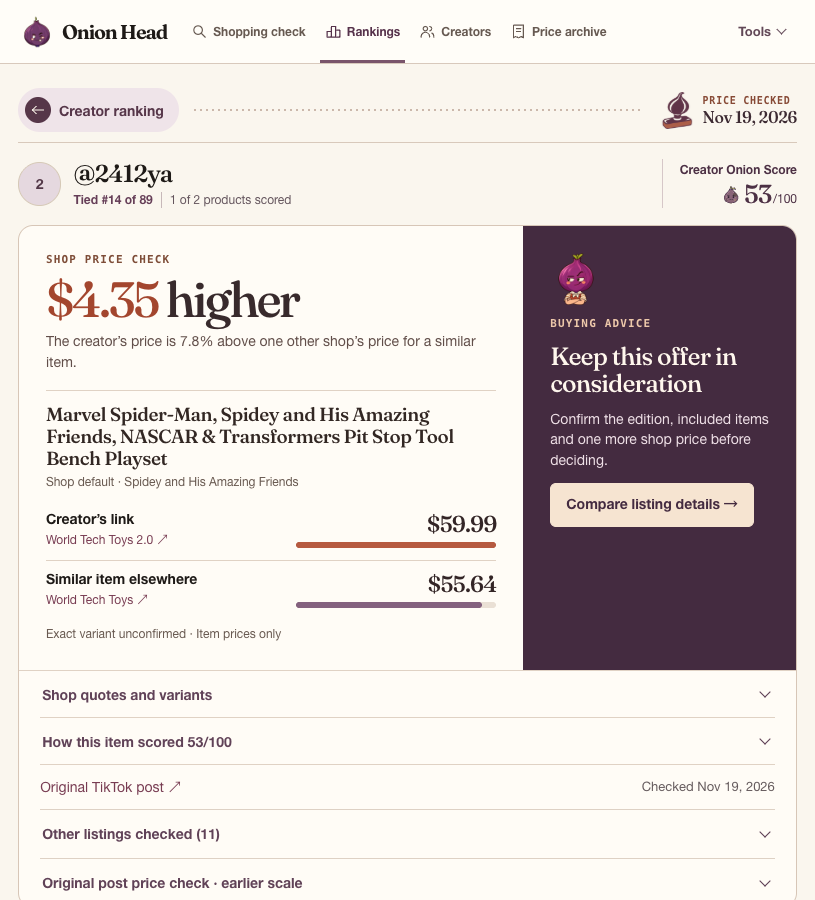 Onion Head
Shopping check
Rankings
Creators
Price archive
Tools
Creator ranking
PRICE CHECKED
Nov 19, 2026
2
@2412ya
Tied #14 of 89
1 of 2 products scored
Creator Onion Score
53/100
SHOP PRICE CHECK
$4.35 higher
The creator’s price is 7.8% above one other shop’s price for a similar
item.
Marvel Spider-Man, Spidey and His Amazing
Friends, NASCAR & Transformers Pit Stop Tool
Bench Playset
Shop default · Spidey and His Amazing Friends
Creator’s link
World Tech Toys 2.0 ↗
$59.99
Similar item elsewhere
World Tech Toys ↗
$55.64
Exact variant unconfirmed · Item prices only
BUYING ADVICE
Keep this offer in
consideration
Confirm the edition, included items
and one more shop price before
deciding.
Compare listing details →
Shop quotes and variants
How this item scored 53/100
Original TikTok post ↗
Checked Nov 19, 2026
Other listings checked (11)
Original post price check · earlier scale